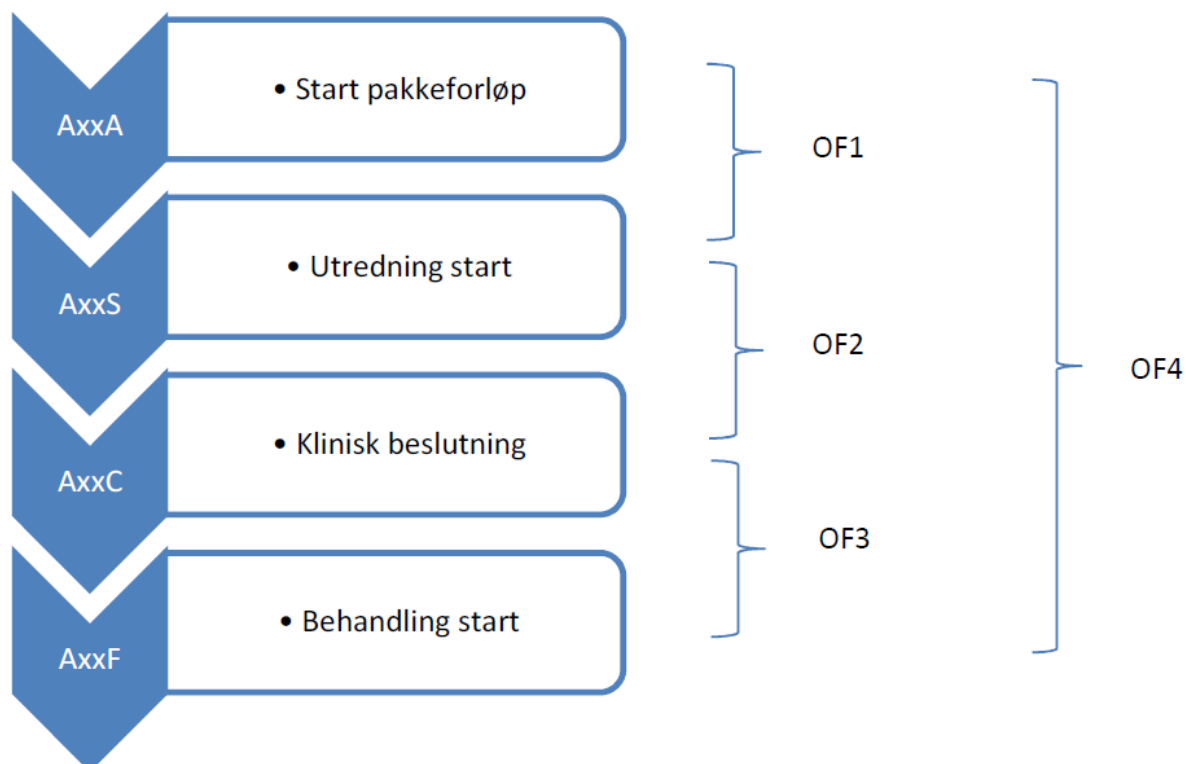 AxxA
• Start pakkeforløp
OF1
AxxS
• Utredning start
OF2
OF4
AxxC
• Klinisk beslutning
OF3
AxxF
• Behandling start